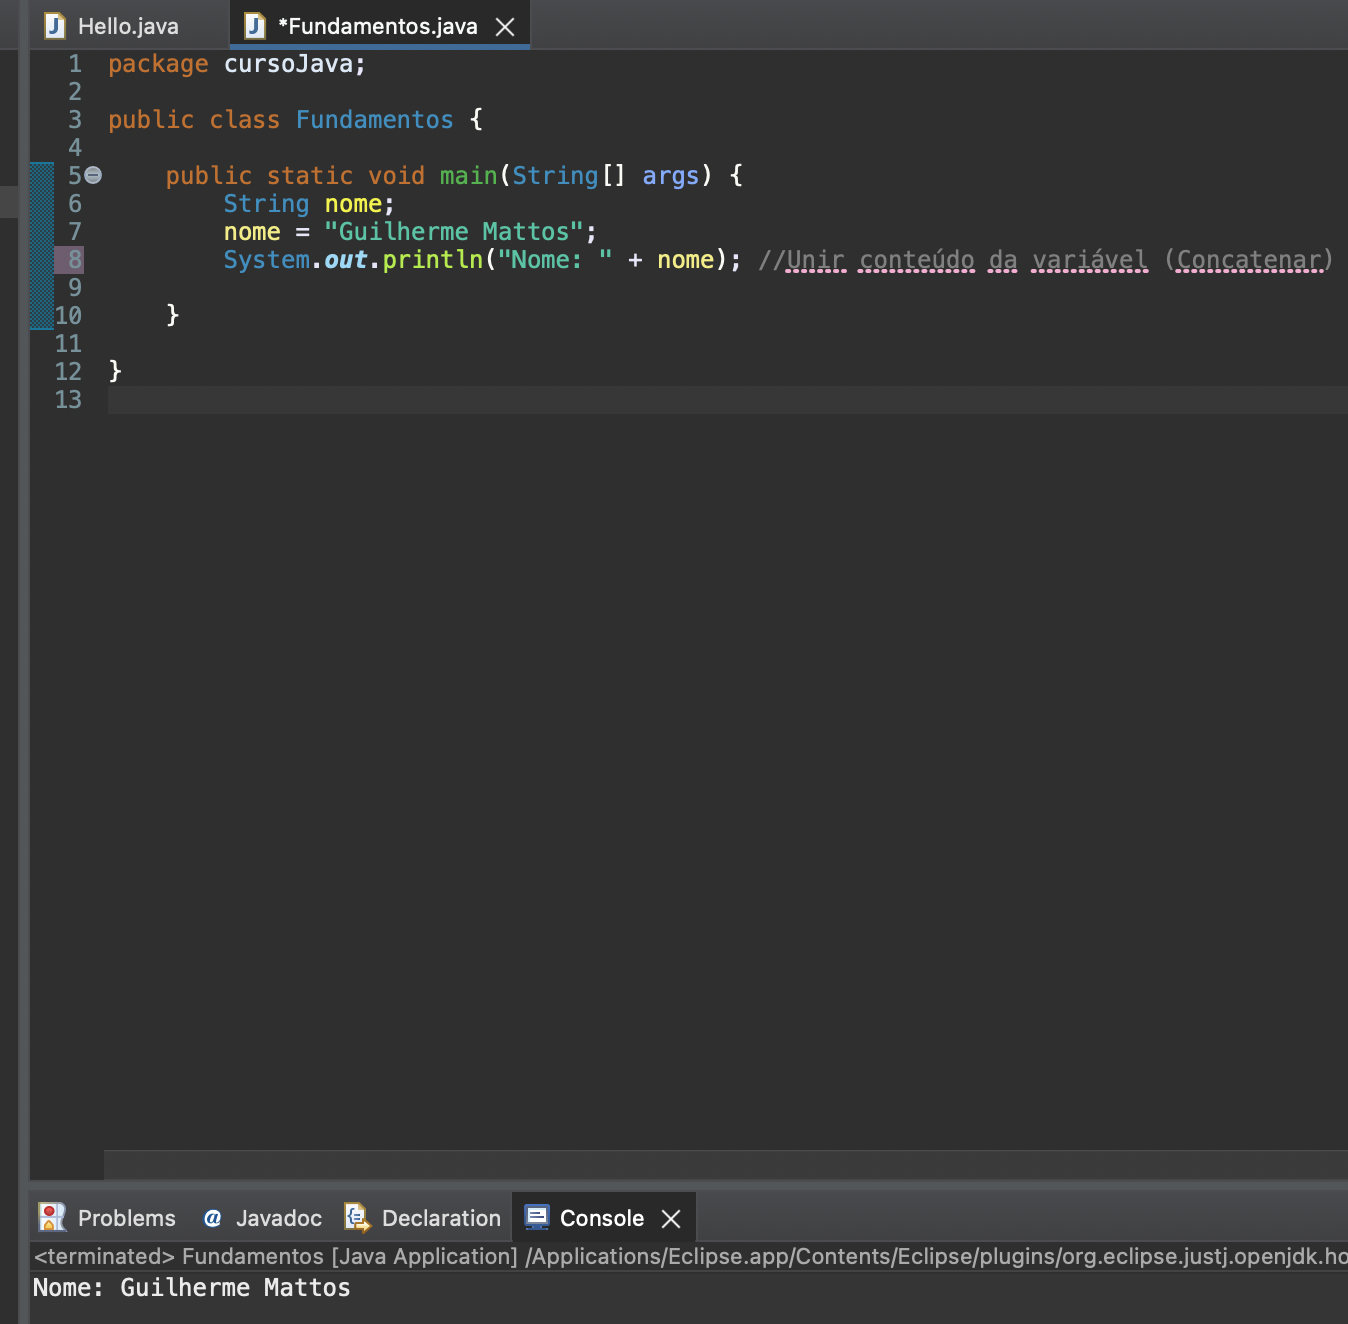 Hello.java *Fundamentos.java
1 package cursoJava;
2
3 public class Fundamentos {
4
5 public static void main(String[] args) {
6 String nome;
7 nome = "Guilherme Mattos";
8 System.out.println("Nome: " + nome); //Unir conteúdo da variável (Concatenar)
9
10 }
11
12 }
13
Problems @ Javadoc Declaration Console
<terminated> Fundamentos [Java Application] /Applications/Eclipse.app/Contents/Eclipse/plugins/org.eclipse.justj.openjdk.ho
Nome: Guilherme Mattos